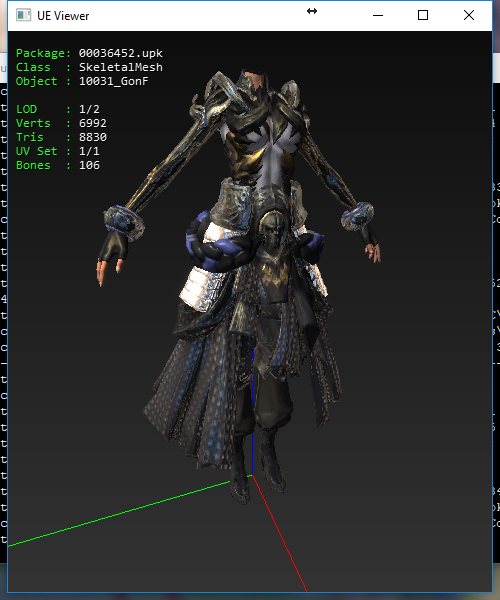 UE Viewer
Package: 00036452.upk
Class : SkeletalMesh
Object : 10031_GonF
LOD : 1/2
Verts : 6992
Tris : 8830
UV Set : 1/1
Bones : 106